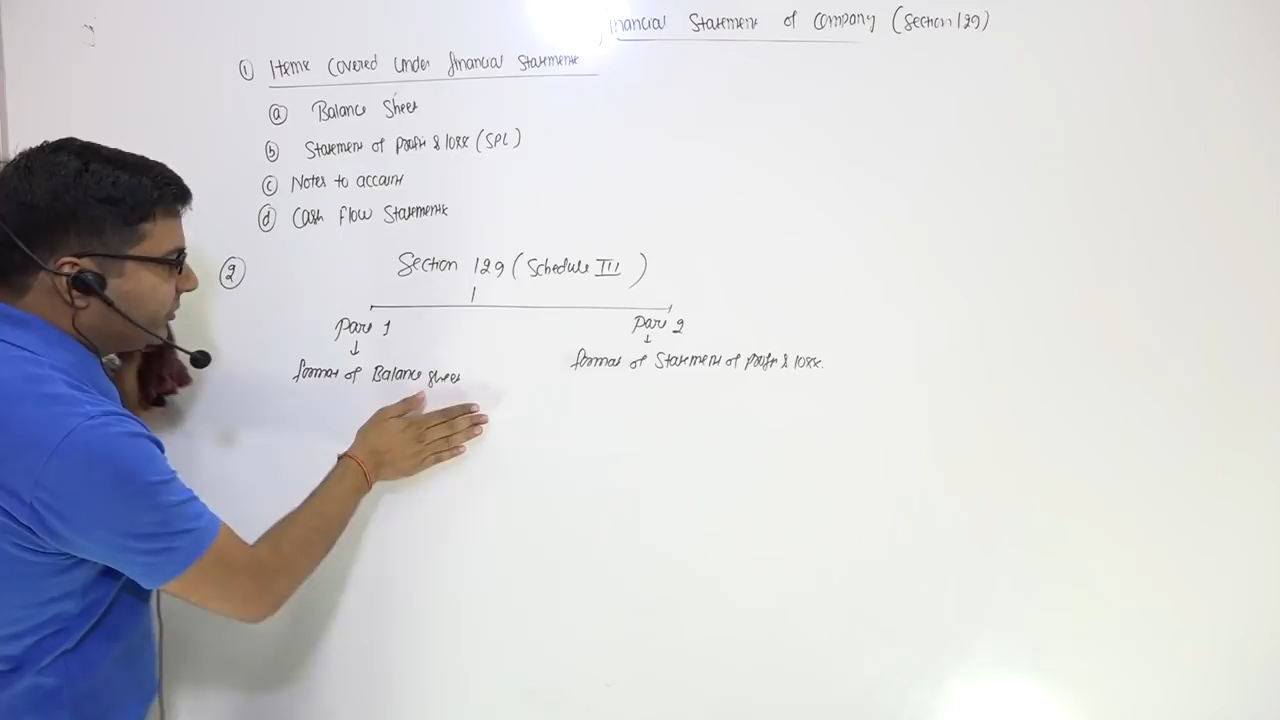 inancial Statement of Company (Section 129)
① Items Covered under financial Statements
ⓐ Balance Sheet
ⓑ Statement of profit & loss (SPL)
ⓒ Notes to account
ⓓ Cash flow Statements
② Section 129 (Schedule III)
Part 1 Part 2
format of Balance sheet format of Statement of profit & loss.